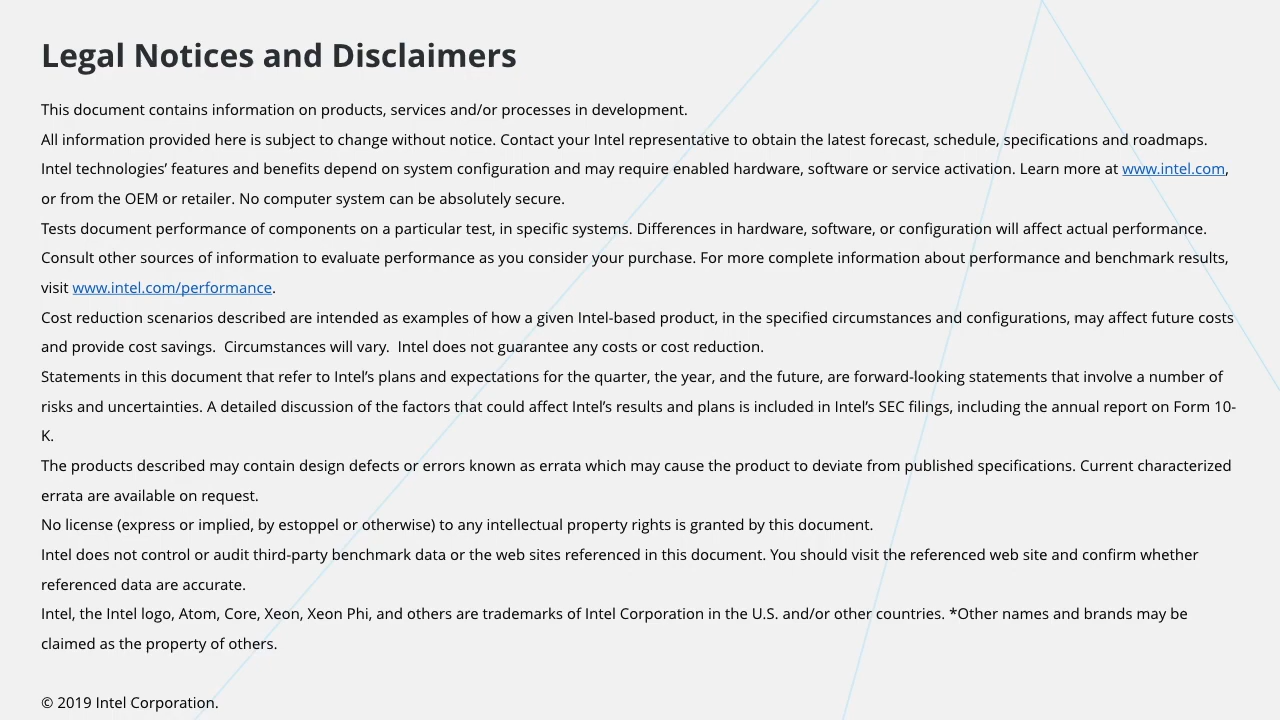 Legal Notices and Disclaimers
This document contains information on products, services and/or processes in development.
All information provided here is subject to change without notice. Contact your Intel representative to obtain the latest forecast, schedule, specifications and roadmaps.
Intel technologies’ features and benefits depend on system configuration and may require enabled hardware, software or service activation. Learn more at www.intel.com,
or from the OEM or retailer. No computer system can be absolutely secure.
Tests document performance of components on a particular test, in specific systems. Differences in hardware, software, or configuration will affect actual performance.
Consult other sources of information to evaluate performance as you consider your purchase. For more complete information about performance and benchmark results,
visit www.intel.com/performance.
Cost reduction scenarios described are intended as examples of how a given Intel-based product, in the specified circumstances and configurations, may affect future costs
and provide cost savings.  Circumstances will vary.  Intel does not guarantee any costs or cost reduction.
Statements in this document that refer to Intel’s plans and expectations for the quarter, the year, and the future, are forward-looking statements that involve a number of
risks and uncertainties. A detailed discussion of the factors that could affect Intel’s results and plans is included in Intel’s SEC filings, including the annual report on Form 10-
K.
The products described may contain design defects or errors known as errata which may cause the product to deviate from published specifications. Current characterized
errata are available on request.
No license (express or implied, by estoppel or otherwise) to any intellectual property rights is granted by this document.
Intel does not control or audit third-party benchmark data or the web sites referenced in this document. You should visit the referenced web site and confirm whether
referenced data are accurate.
Intel, the Intel logo, Atom, Core, Xeon, Xeon Phi, and others are trademarks of Intel Corporation in the U.S. and/or other countries. *Other names and brands may be
claimed as the property of others.
© 2019 Intel Corporation.